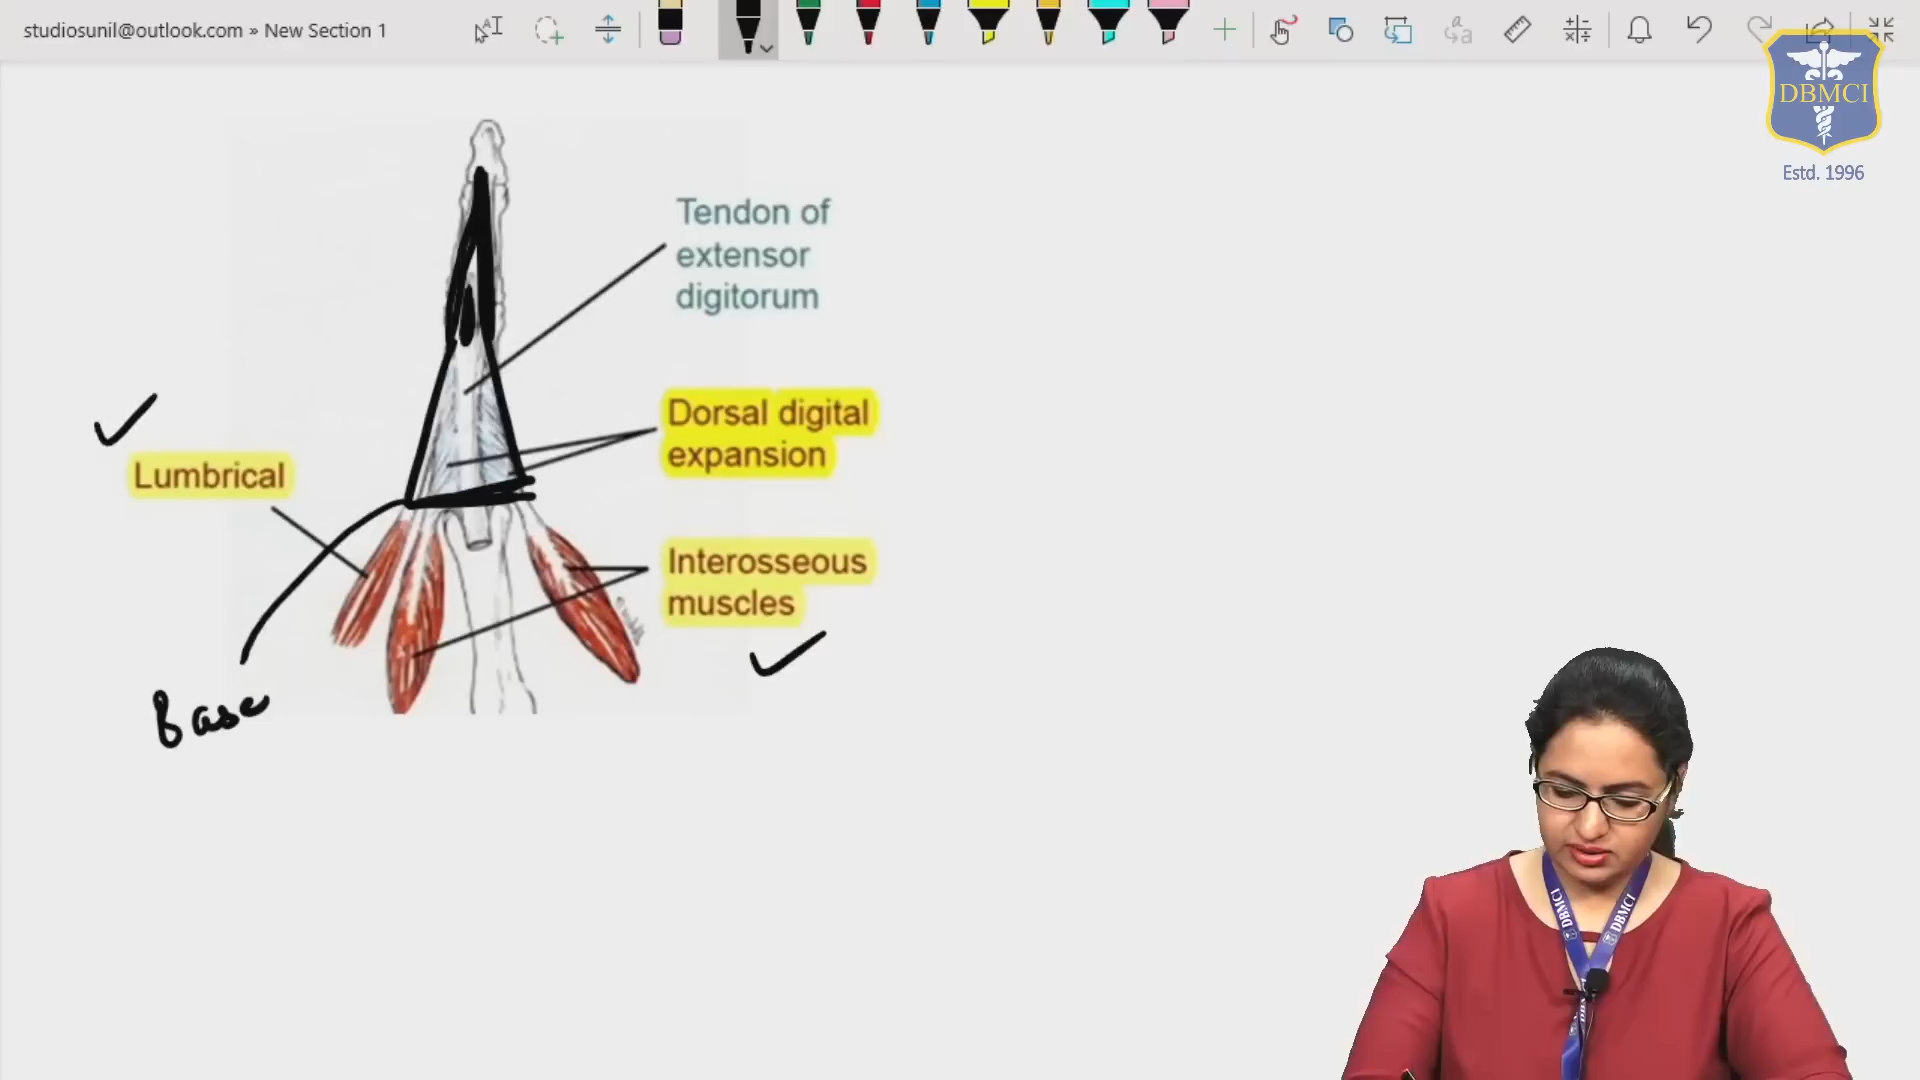 studiosunil@outlook.com » New Section 1
DBMCI
Estd. 1996
Tendon of
extensor
digitorum
Dorsal digital
expansion
Lumbrical
Interosseous
muscles
Base
DBMCI
DBMCI